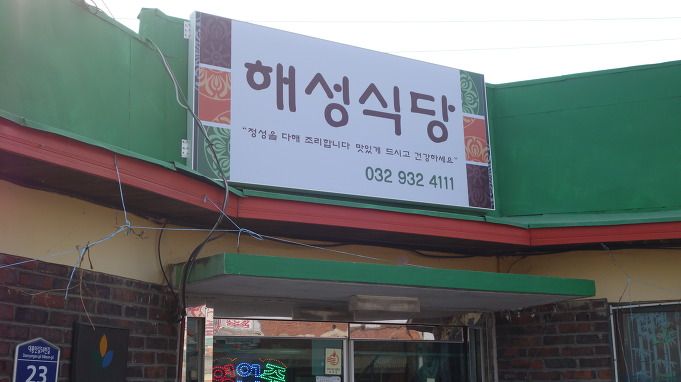 해성식당
"정성을 다해 조리합니다 맛있게 드시고 건강하세요"
032 932 4111
23